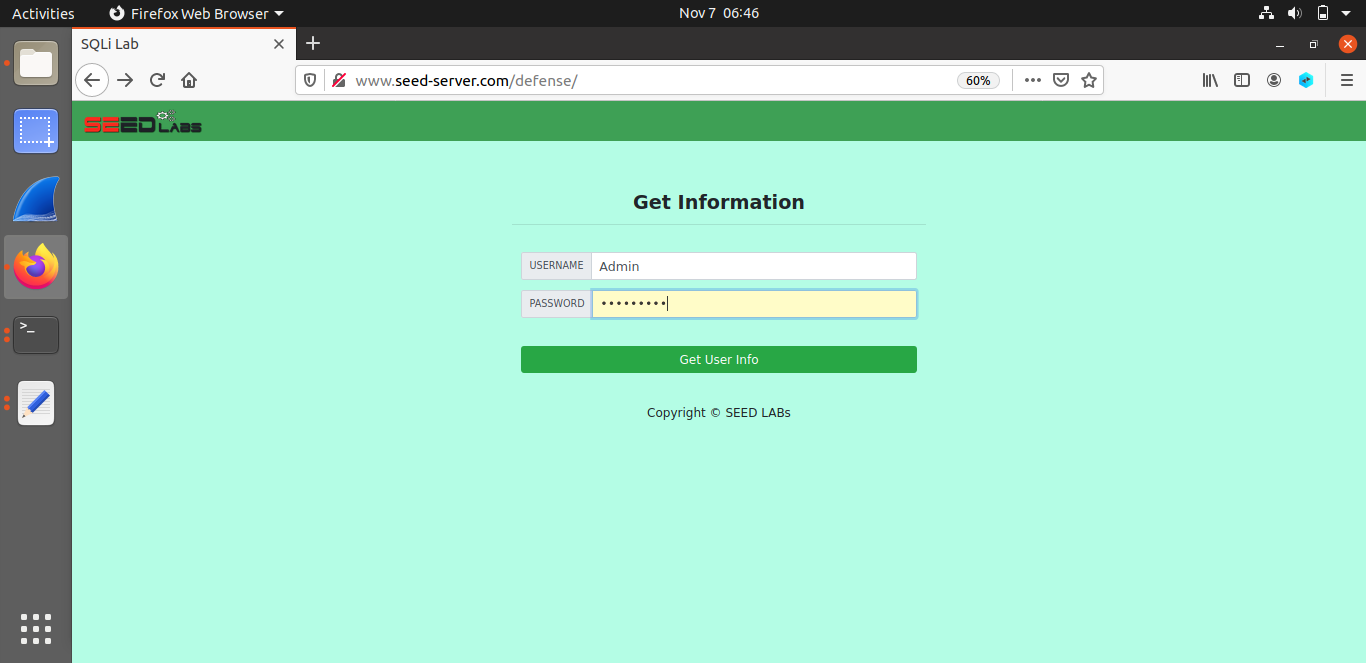 Activities Firefox Web Browser Nov 7 06:46
SQLi Lab
www.seed-server.com/defense/ 60%
>_
SEED LABS
Get Information
USERNAME Admin
PASSWORD •••••••••
Get User Info
Copyright © SEED LABs